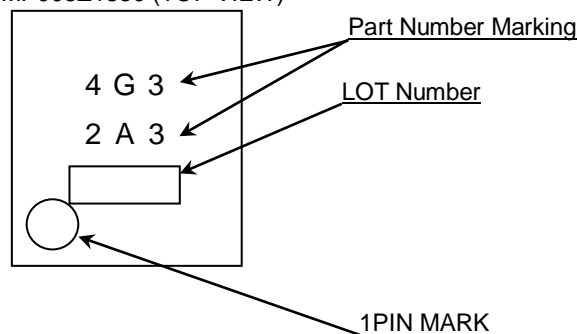 Part Number Marking
4 G 3
LOT Number
2 A 3
1PIN MARK